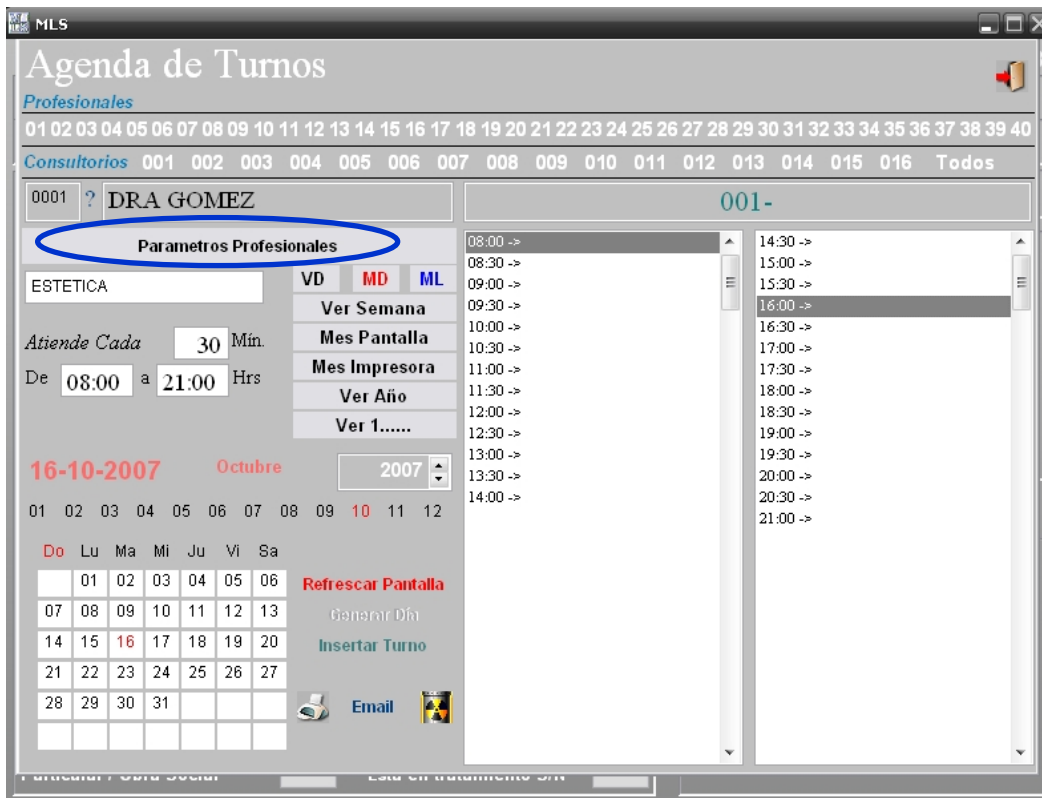 MLS
Agenda de Turnos
Profesionales
01 02 03 04 05 06 07 08 09 10 11 12 13 14 15 16 17 18 19 20 21 22 23 24 25 26 27 28 29 30 31 32 33 34 35 36 37 38 39 40
Consultorios 001 002 003 004 005 006 007 008 009 010 011 012 013 014 015 016 Todos
0001 ? DRA GOMEZ
001-
Parametros Profesionales
ESTETICA
VD MD ML
Ver Semana
Atiende Cada 30 Mín.
Mes Pantalla
De 08:00 a 21:00 Hrs
Mes Impresora
Ver Año
Ver 1......
16-10-2007 Octubre 2007
01 02 03 04 05 06 07 08 09 10 11 12
Do Lu Ma Mi Ju Vi Sa
01 02 03 04 05 06
07 08 09 10 11 12 13
14 15 16 17 18 19 20
21 22 23 24 25 26 27
28 29 30 31
Refrescar Pantalla
Generar Día
Insertar Turno
Email
08:00 ->
08:30 ->
09:00 ->
09:30 ->
10:00 ->
10:30 ->
11:00 ->
11:30 ->
12:00 ->
12:30 ->
13:00 ->
13:30 ->
14:00 ->
14:30 ->
15:00 ->
15:30 ->
16:00 ->
16:30 ->
17:00 ->
17:30 ->
18:00 ->
18:30 ->
19:00 ->
19:30 ->
20:00 ->
20:30 ->
21:00 ->